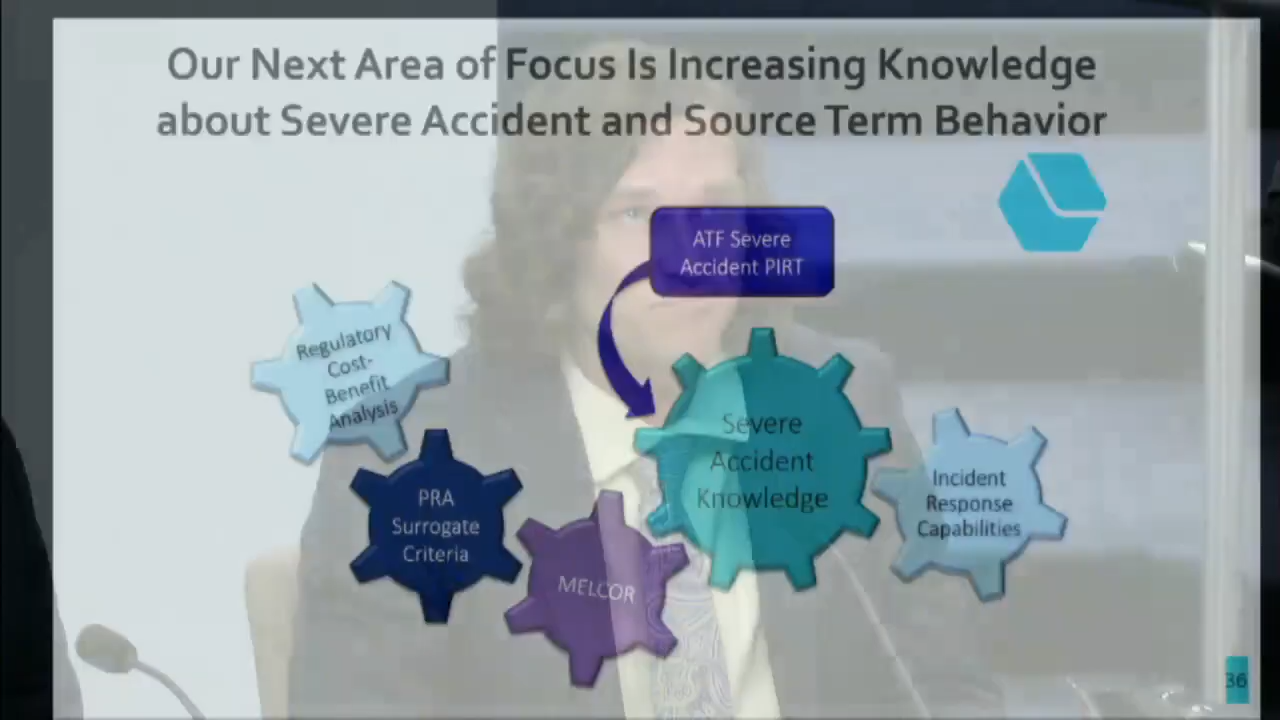 Our Next Area of Focus Is Increasing Knowledge
about Severe Accident and Source Term Behavior
ATF Severe
Accident PIRT
Regulatory
Cost-
Benefit
Analysis
Severe
Accident
Knowledge
PRA
Surrogate
Criteria
Incident
Response
Capabilities
MELCOR
36